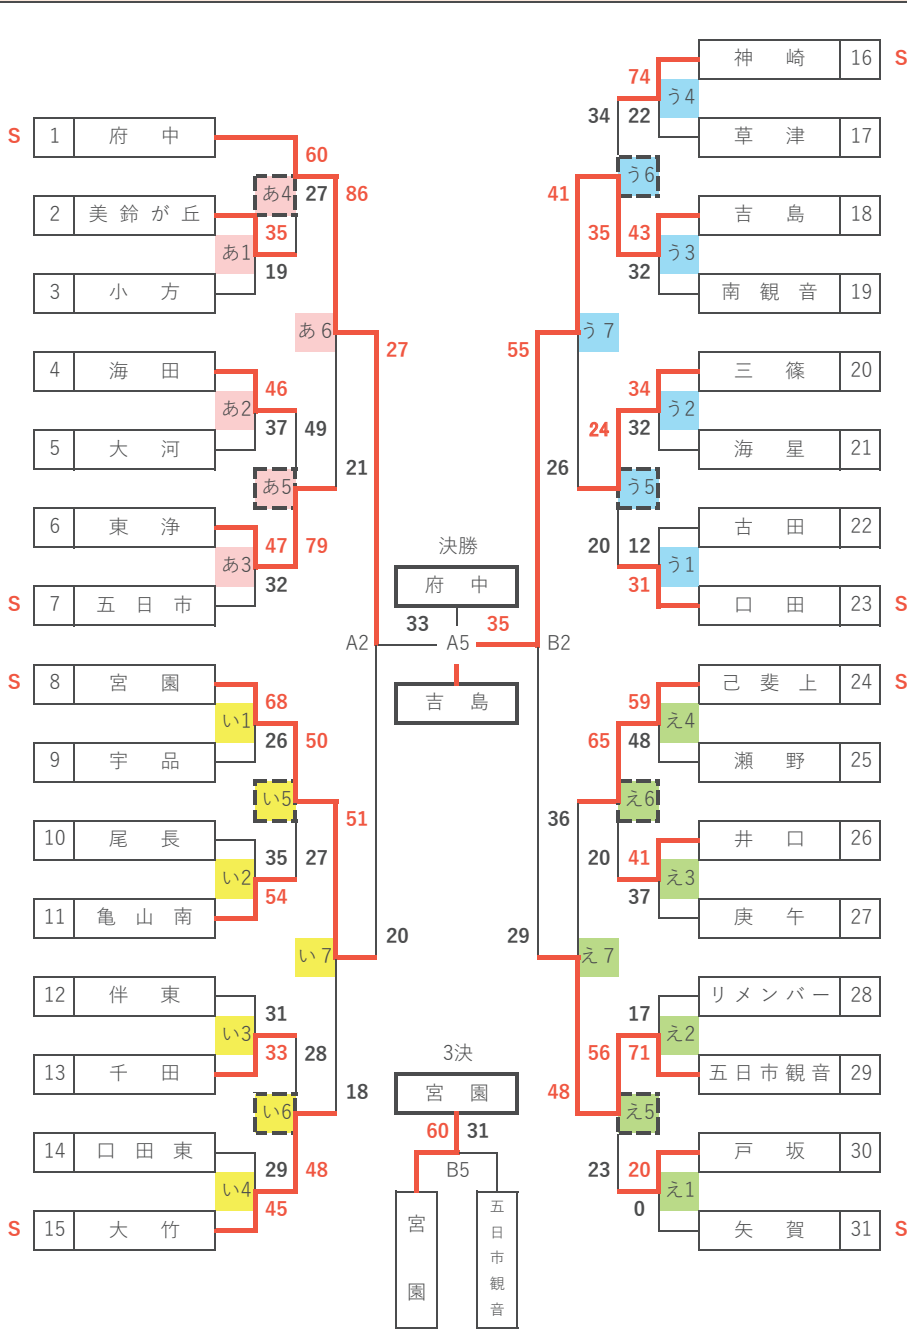 神崎 16 S
74
う4
34 22
S 1 府中
草津 17
60
う6
あ4 27 86 41
2 美鈴が丘
吉島 18
35 35 43
あ1 う3
19 32
3 小方
南観音 19
あ6 う7
27 55
4 海田
三篠 20
46 34
あ2 う2
37 49 24 32
5 大河
海星 21
21 26
あ5 う5
6 東浄
古田 22
決勝
47 79 20 12
あ3 う1
府中
32 31
S 7 五日市
口田 23 S
33 35
A2 A5 B2
S 8 宮園
己斐上 24 S
吉島
68 59
い1 え4
26 50 65 48
9 宇品
瀬野 25
い5 え6
51 36
10 尾長
井口 26
35 27 20 41
い2 え3
54 37
11 亀山南
庚午 27
20 29
い7 え7
12 伴東
リメンバー 28
31 17
い3 え2
33 28 56 71
3決
13 千田
五日市観音 29
18 宮園 48
い6 え5
60 31
14 口田東
戸坂 30
29 48 B5 23 20
い4 え1
45 0
S 15 大竹
矢賀 31 S
宮園
五日市観音